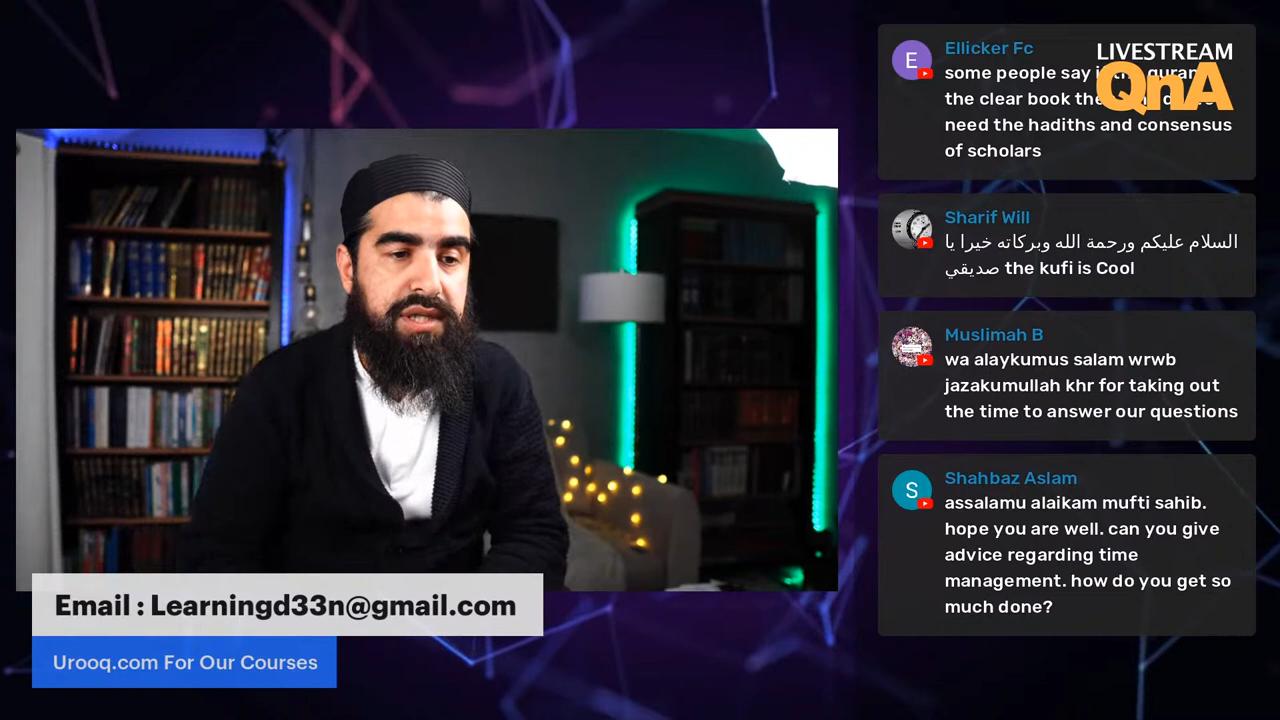 LIVESTREAM
QnA
Ellicker Fc
some people say quran
the clear book
need the hadiths and consensus
of scholars
Sharif Will
السلام عليكم ورحمة الله وبركاته خيرا يا
صديقي the kufi is Cool
Muslimah B
wa alaykumus salam wrwb
jazakumullah khr for taking out
the time to answer our questions
Shahbaz Aslam
assalamu alaikam mufti sahib.
hope you are well. can you give
advice regarding time
management. how do you get so
much done?
E
S
Email : Learningd33n@gmail.com
Urooq.com For Our Courses